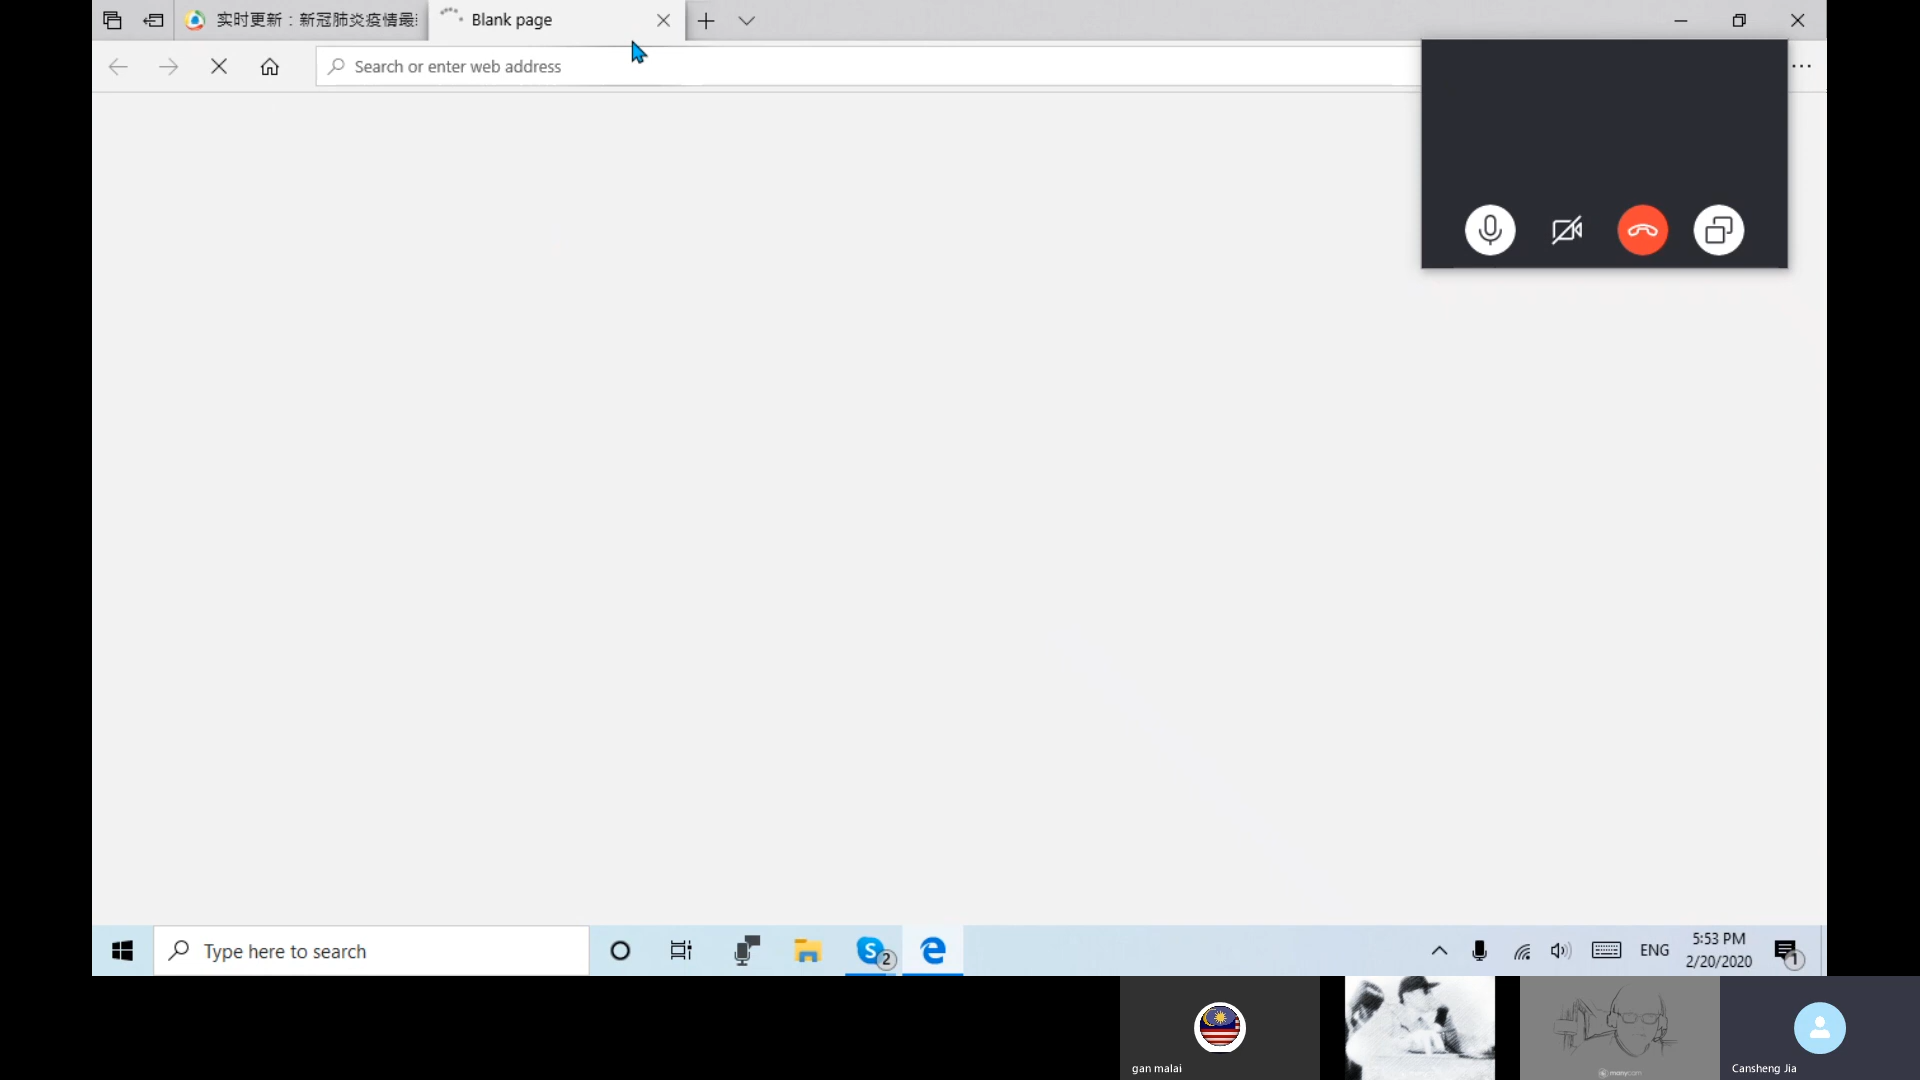 实时更新：新冠肺炎疫情最
Blank page
Search or enter web address
Type here to search
2
ENG
5:53 PM
2/20/2020
1
gan malai
manycam
Cansheng Jia